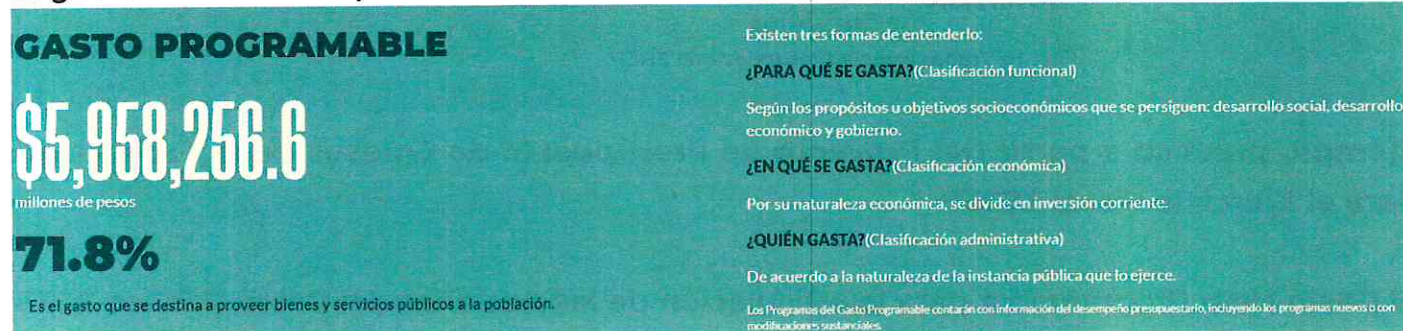 GASTO PROGRAMABLE
$5,958,256.6
millones de pesos
71.8%
Es el gasto que se destina a proveer bienes y servicios públicos a la población.
Existen tres formas de entenderlo:
¿PARA QUÉ SE GASTA?(Clasificación funcional)
Según los propósitos u objetivos socioeconómicos que se persiguen: desarrollo social, desarrollo
económico y gobierno.
¿EN QUÉ SE GASTA?(Clasificación económica)
Por su naturaleza económica, se divide en inversión corriente.
¿QUIÉN GASTA?(Clasificación administrativa)
De acuerdo a la naturaleza de la instancia pública que lo ejerce.
Los Programas del Gasto Programable contarán con información del desempeño presupuestario, incluyendo los programas nuevos o con
modificaciones sustanciales.